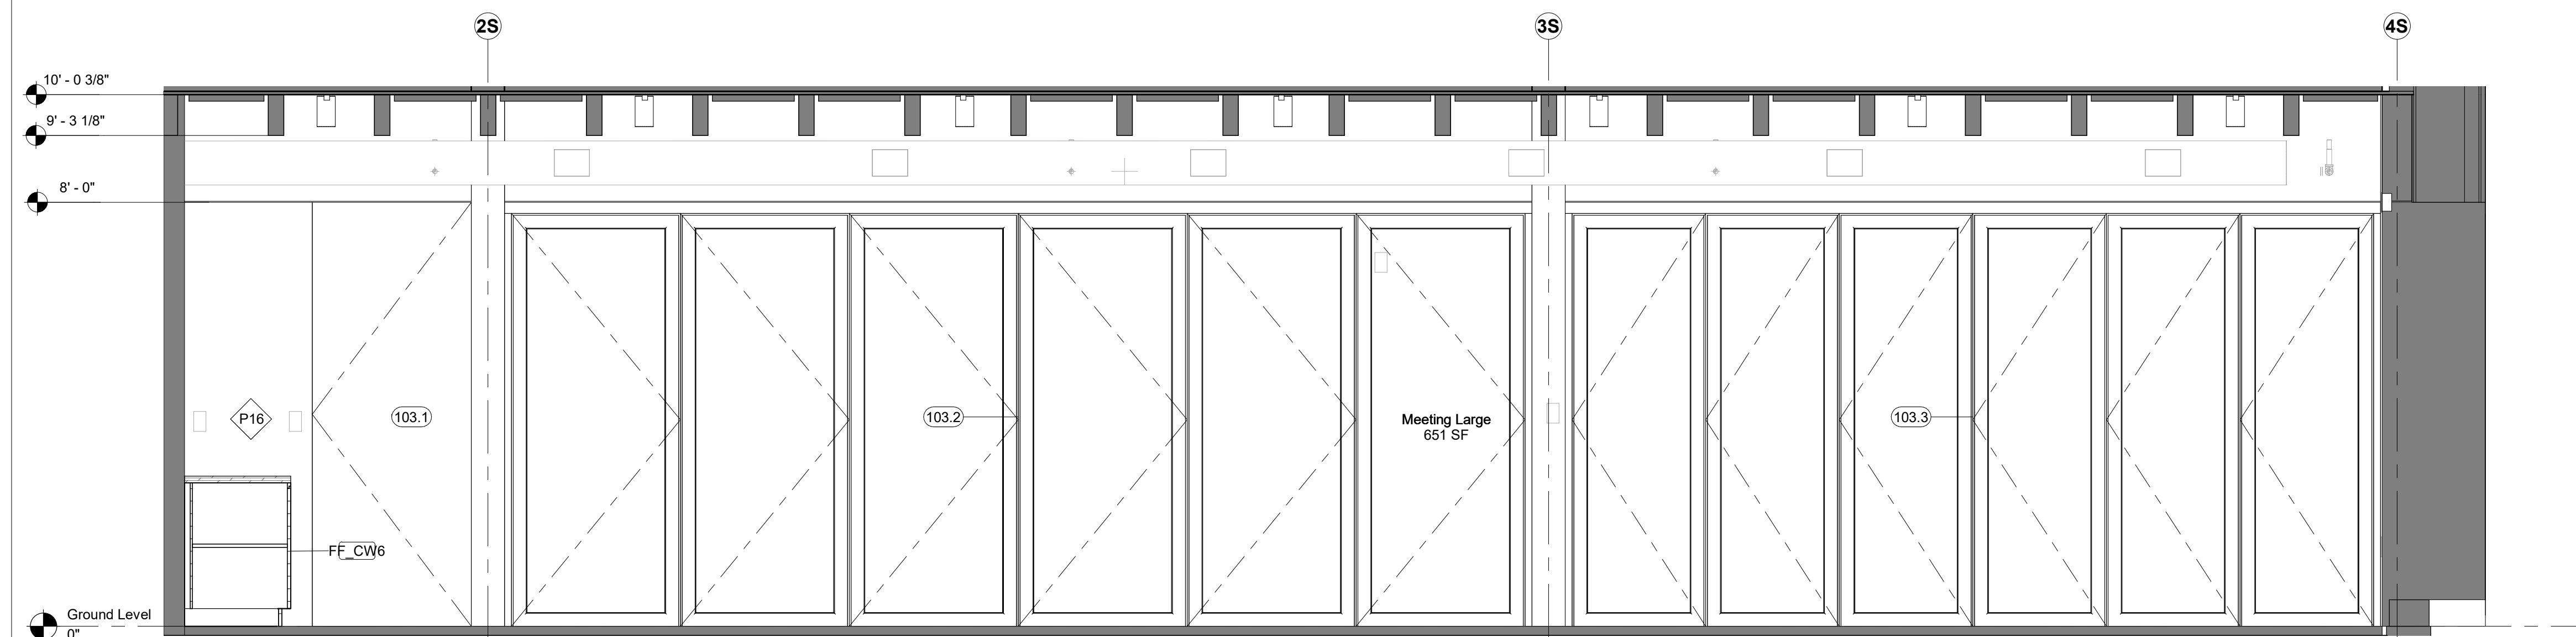 2S
3S
4S
10' - 0 3/8"
9' - 3 1/8"
8' - 0"
P16
103.1
103.2
Meeting Large
651 SF
103.3
FF_CW6
Ground Level
0"